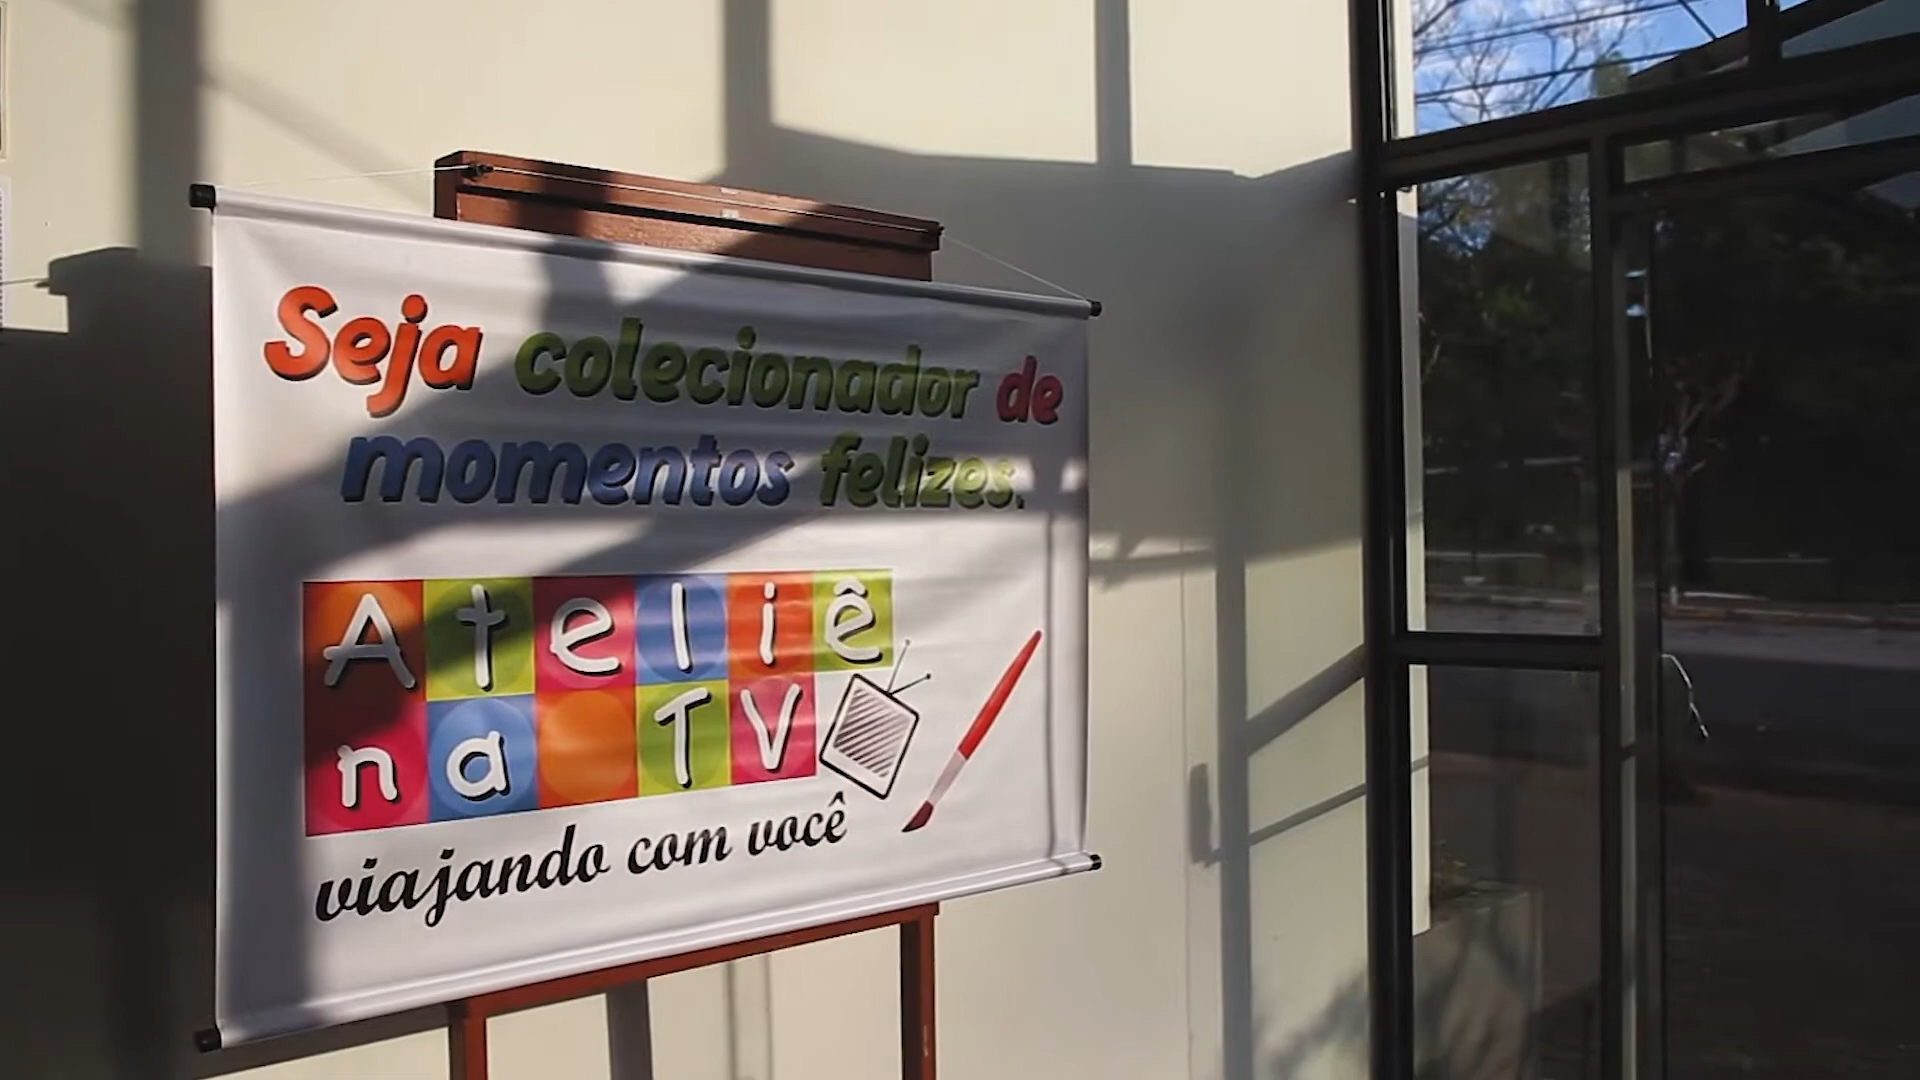 Seja colecionador de
momentos felizes.
Ateliê
na TV
viajando com você